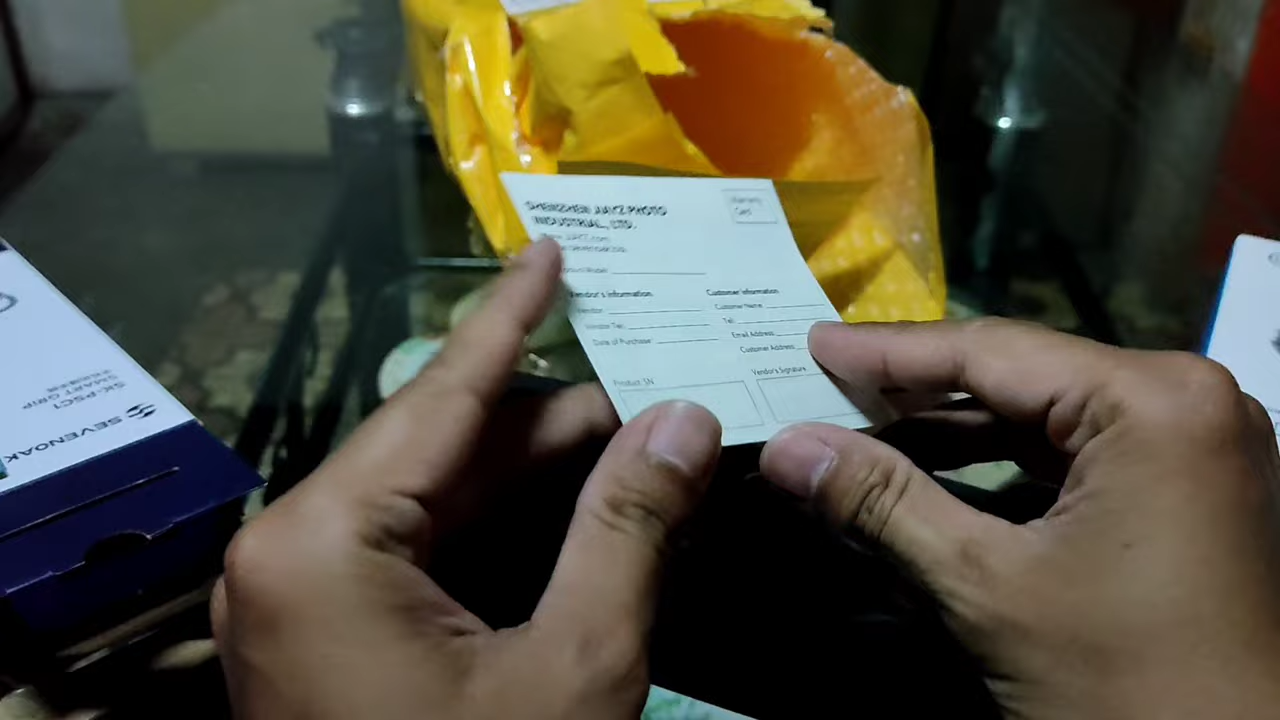 SHENZHEN JJAYZ PHOTO
INDUSTRIAL, LTD.
Warranty
Card
Vendor's Information
Customer Information
Vendor
Customer Name
Vendor Tel:
Tel:
Date of Purchase:
Email Address
Customer Address
Product SN
Vendor's Signature
SEVENOAK
SMART GRIP
SK-PSC1